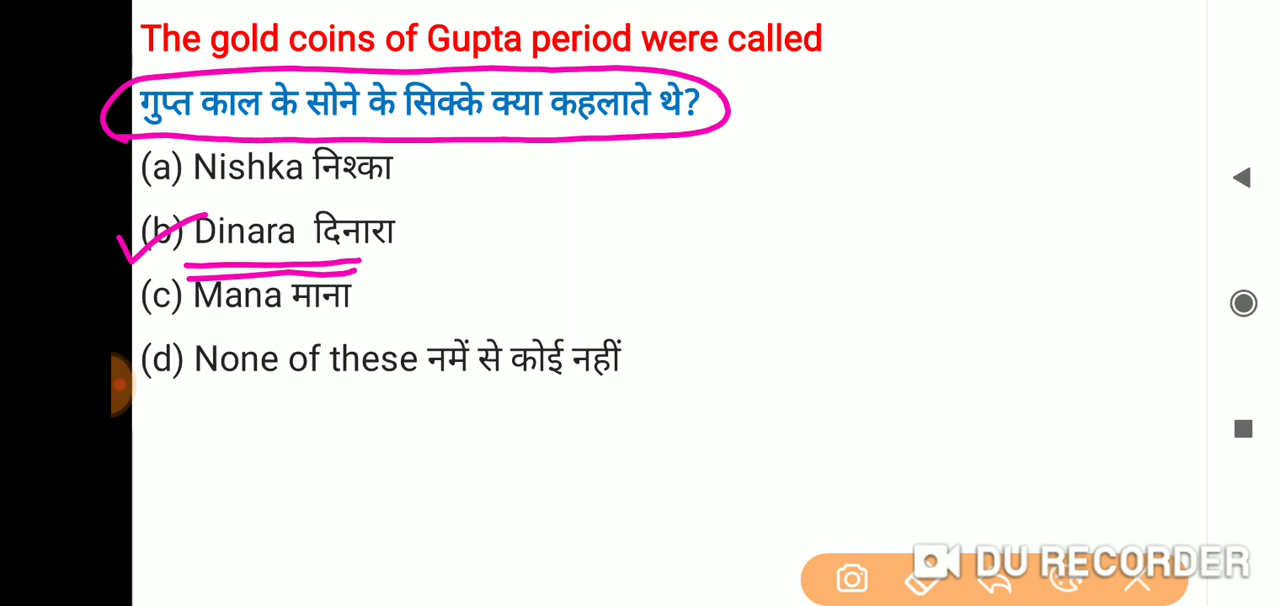 The gold coins of Gupta period were called
गुप्त काल के सोने के सिक्के क्या कहलाते थे?
(a) Nishka निश्का
(b) Dinara दिनारा
(c) Mana माना
(d) None of these नमें से कोई नहीं
DU RECORDER